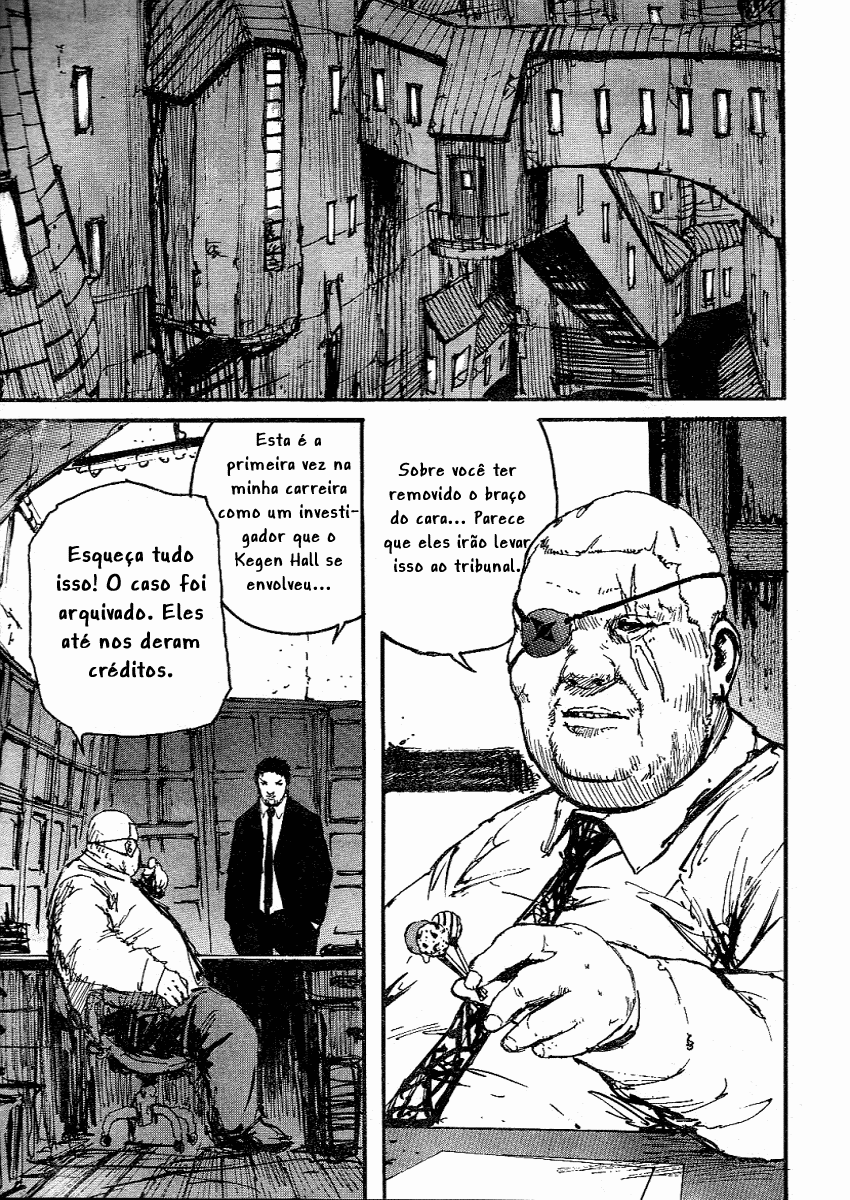 Sobre você ter
removido o braço
do cara... Parece
que eles irão levar
isso ao tribunal.
Esta é a
primeira vez na
minha carreira
como um investi-
gador que o
Kegen Hall se
envolveu...
Esqueça tudo
isso! O caso foi
arquivado. Eles
até nos deram
créditos.